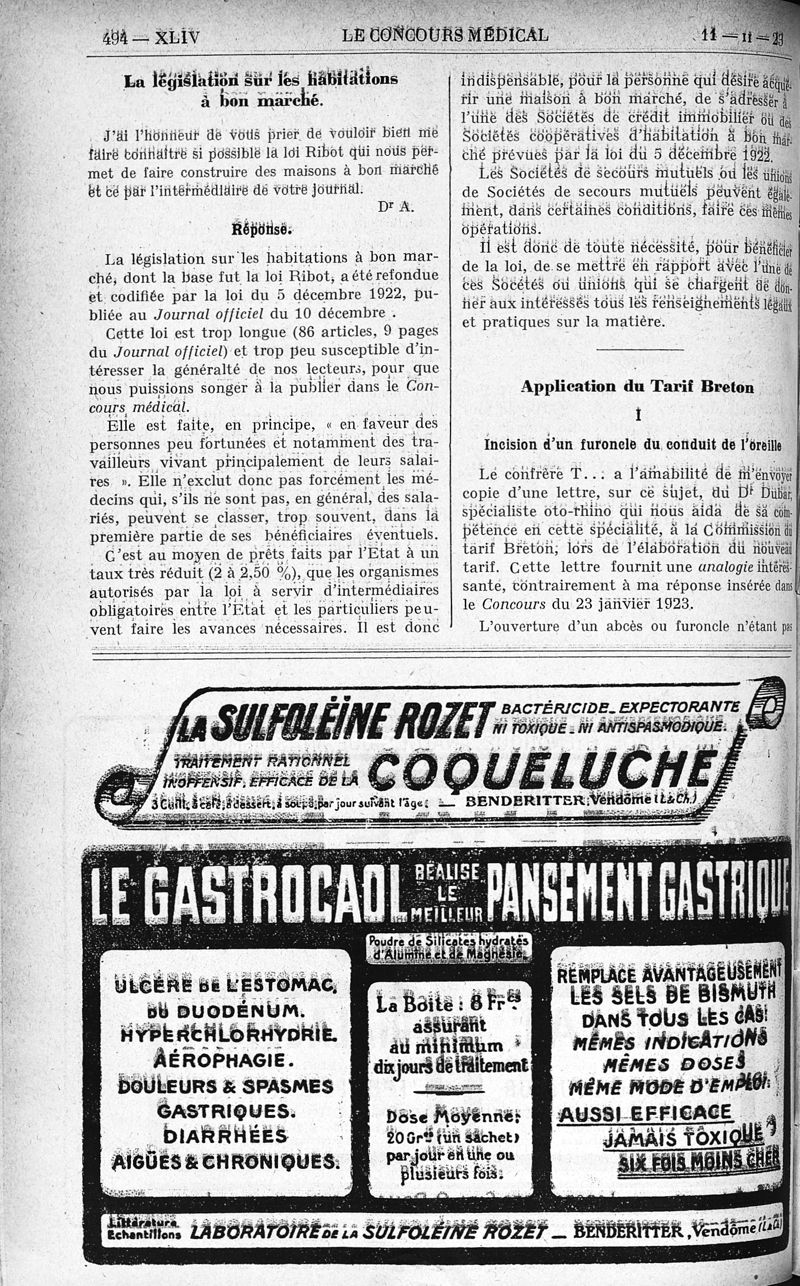 494 — XLIV LE CONCOURS MÉDICAL 11 — II — 23
La législation sur les habitations
à bon marché.
J'ai l'honneur de vous prier de vouloir bien me
faire connaître si possible la loi Ribot qui nous per-
met de faire construire des maisons à bon marché
et ce par l'intermédiaire de votre journal.
Dr A.
Réponse.
La législation sur les habitations à bon mar-
ché, dont la base fut la loi Ribot, a été refondue
et codifiée par la loi du 5 décembre 1922, pu-
bliée au Journal officiel du 10 décembre .
Cette loi est trop longue (86 articles, 9 pages
du Journal officiel) et trop peu susceptible d'in-
téresser la généralté de nos lecteurs, pour que
nous puissions songer à la publier dans le Con-
cours médical.
Elle est faite, en principe, « en faveur des
personnes peu fortunées et notamment des tra-
vailleurs vivant principalement de leurs salai-
res ». Elle n'exclut donc pas forcément les mé-
decins qui, s'ils ne sont pas, en général, des sala-
riés, peuvent se classer, trop souvent, dans la
première partie de ses bénéficiaires éventuels.
C'est au moyen de prêts faits par l'Etat à un
taux très réduit (2 à 2,50 %), que les organismes
autorisés par la loi à servir d'intermédiaires
obligatoires entre l'Etat et les particuliers peu-
vent faire les avances nécessaires. Il est donc
indispensable, pour la personne qui désire acqué-
rir une maison à bon marché, de s'adresser à
l'une des Sociétés de crédit immobilier ou des
Sociétés coopératives d'habitation à bon mar-
ché prévues par la loi du 5 décembre 1922.
Les Sociétés de secours mutuels ou les unions
de Sociétés de secours mutuels peuvent égale-
ment, dans certaines conditions, faire ces mêmes
opérations.
Il est donc de toute nécessité, pour bénéficier
de la loi, de se mettre en rapport avec l'une de
ces Socétés ou unions qui se chargent de don-
ner aux intéressés tous les renseignements légaux
et pratiques sur la matière.
Application du Tarif Breton
I
Incision d'un furoncle du conduit de l'oreille
Le confrère T... a l'amabilité de m'envoyer
copie d'une lettre, sur ce sujet, du Dr Dubar,
spécialiste oto-rhino qui nous aida de sa com-
pétence en cette spécialité, à la Commission du
tarif Breton, lors de l'élaboration du nouveau
tarif. Cette lettre fournit une analogie intéres-
sante, contrairement à ma réponse insérée dans
le Concours du 23 janvier 1923.
L'ouverture d'un abcès ou furoncle n'étant pas
LA SULFOLÉINE ROZET BACTÉRICIDE_EXPECTORANTE
NI TOXIQUE_NI ANTISPASMODIQUE.
TRAITEMENT RATIONNEL
INOFFENSIF, EFFICACE DE LA COQUELUCHE
3 Cuill. à café, à dessert, à soupe, par jour suivant l'âge. — BENDERITTER, Vendôme (L&Ch.)
LE GASTROCAOL RÉALISE LE MEILLEUR PANSEMENT GASTRIQUE
Poudre de Silicates hydratés
d'Alumine et de Magnésie.
ULCÈRE DE L'ESTOMAC,
DU DUODÉNUM.
HYPERCHLORHYDRIE.
AÉROPHAGIE.
DOULEURS & SPASMES
GASTRIQUES.
DIARRHÉES
AIGÜES & CHRONIQUES.
La Boîte : 8 Frcs
assurant
au minimum
dix jours de traitement
Dose Moyenne:
20 Grs (un sachet)
par jour en une ou
plusieurs fois.
REMPLACE AVANTAGEUSEMENT
LES SELS DE BISMUTH
DANS TOUS LES CAS!
MÊMES INDICATIONS
MÊMES DOSES
MÊME MODE D'EMPLOI.
AUSSI EFFICACE
JAMAIS TOXIQUE
SIX FOIS MOINS CHER
Littérature
Echantillons LABORATOIRE DE LA SULFOLÉINE ROZET — BENDERITTER, Vendôme (L&Ch)